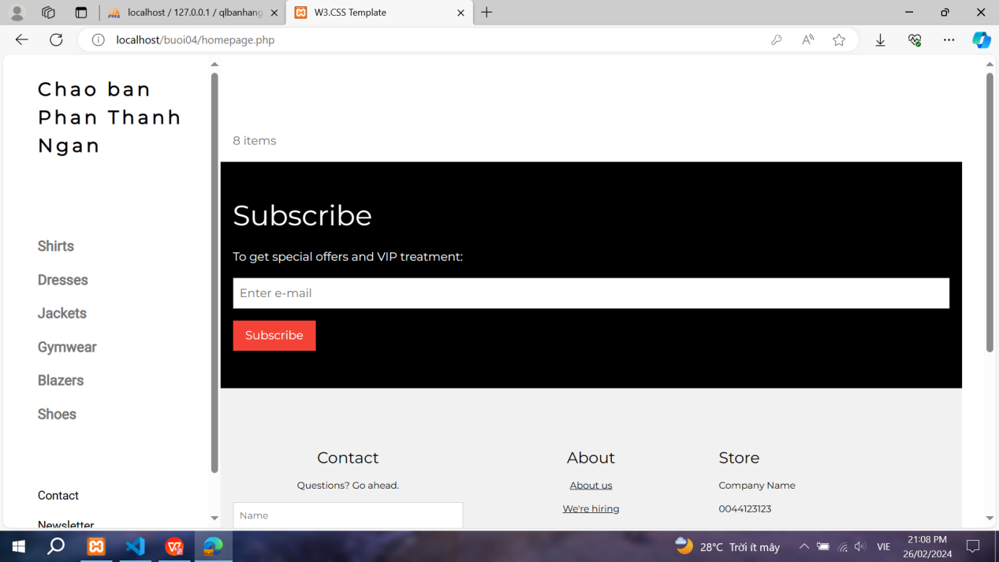 localhost / 127.0.0.1 / qlbanhang
W3.CSS Template
localhost/buoi04/homepage.php
Chao ban
Phan Thanh
Ngan
Shirts
Dresses
Jackets
Gymwear
Blazers
Shoes
Contact
Newsletter
8 items
Subscribe
To get special offers and VIP treatment:
Enter e-mail
Subscribe
Contact
Questions? Go ahead.
Name
About
About us
We're hiring
Store
Company Name
0044123123
28°C Trời ít mây
VIE
21:08 PM
26/02/2024